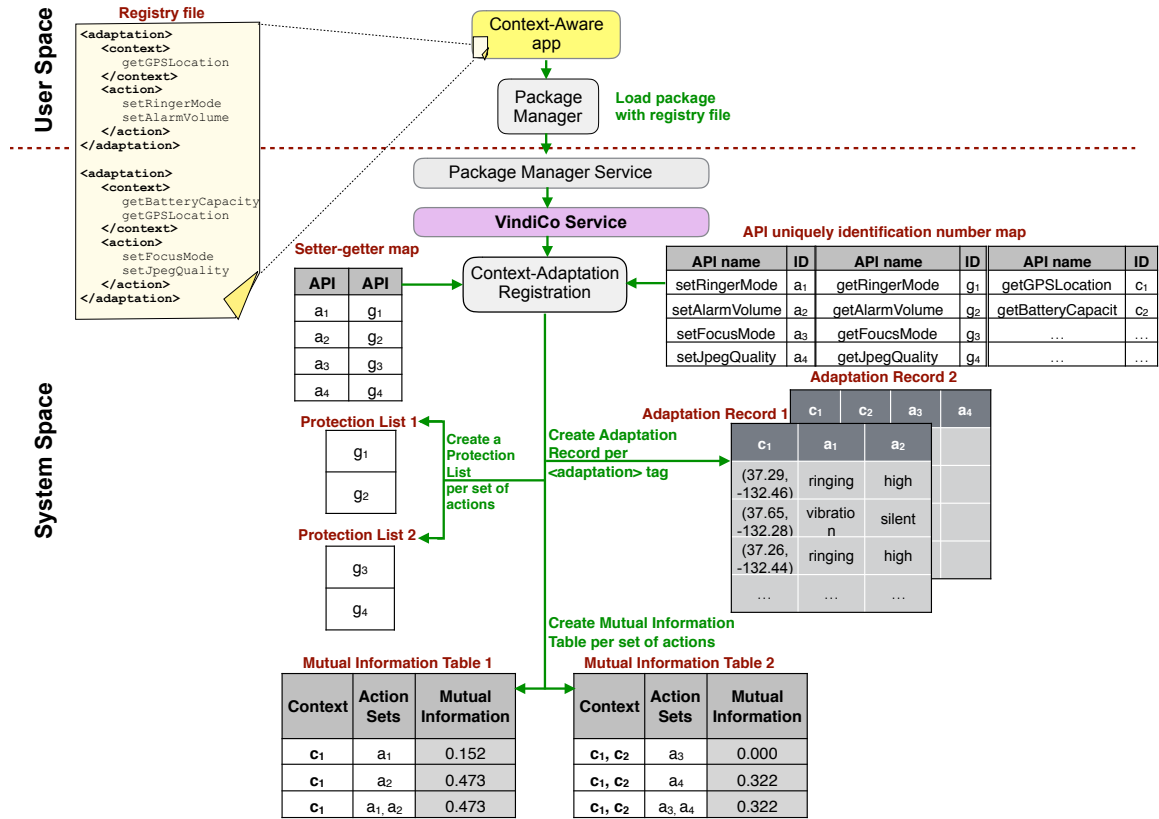 Registry file
<adaptation>
<context>
getGPSLocation
</context>
<action>
setRingerMode
setAlarmVolume
</action>
</adaptation>
<adaptation>
<context>
getBatteryCapacity
getGPSLocation
</context>
<action>
setFocusMode
setJpegQuality
</action>
</adaptation>
User Space
Context-Aware
app
Package
Manager
Load package
with registry file
System Space
Package Manager Service
VindiCo Service
Context-Adaptation
Registration
Setter-getter map
API API
a1 g1
a2 g2
a3 g3
a4 g4
API uniquely identification number map
API name ID API name ID API name ID
setRingerMode a1 getRingerMode g1 getGPSLocation c1
setAlarmVolume a2 getAlarmVolume g2 getBatteryCapacit c2
setFocusMode a3 getFoucsMode g3 ... ...
setJpegQuality a4 getJpegQuality g4 ... ...
Protection List 1
g1
g2
Protection List 2
g3
g4
Create a
Protection
List
per set of
actions
Create Adaptation
Record per
<adaptation> tag
Adaptation Record 2
c1 c2 a3 a4
Adaptation Record 1
c1 a1 a2
(37.29,
-132.46) ringing high
(37.65,
-132.28) vibratio
n silent
(37.26,
-132.44) ringing high
... ... ...
Create Mutual Information
Table per set of actions
Mutual Information Table 1
Context Action
Sets Mutual
Information
c1 a1 0.152
c1 a2 0.473
c1 a1, a2 0.473
Mutual Information Table 2
Context Action
Sets Mutual
Information
c1, c2 a3 0.000
c1, c2 a4 0.322
c1, c2 a3, a4 0.322